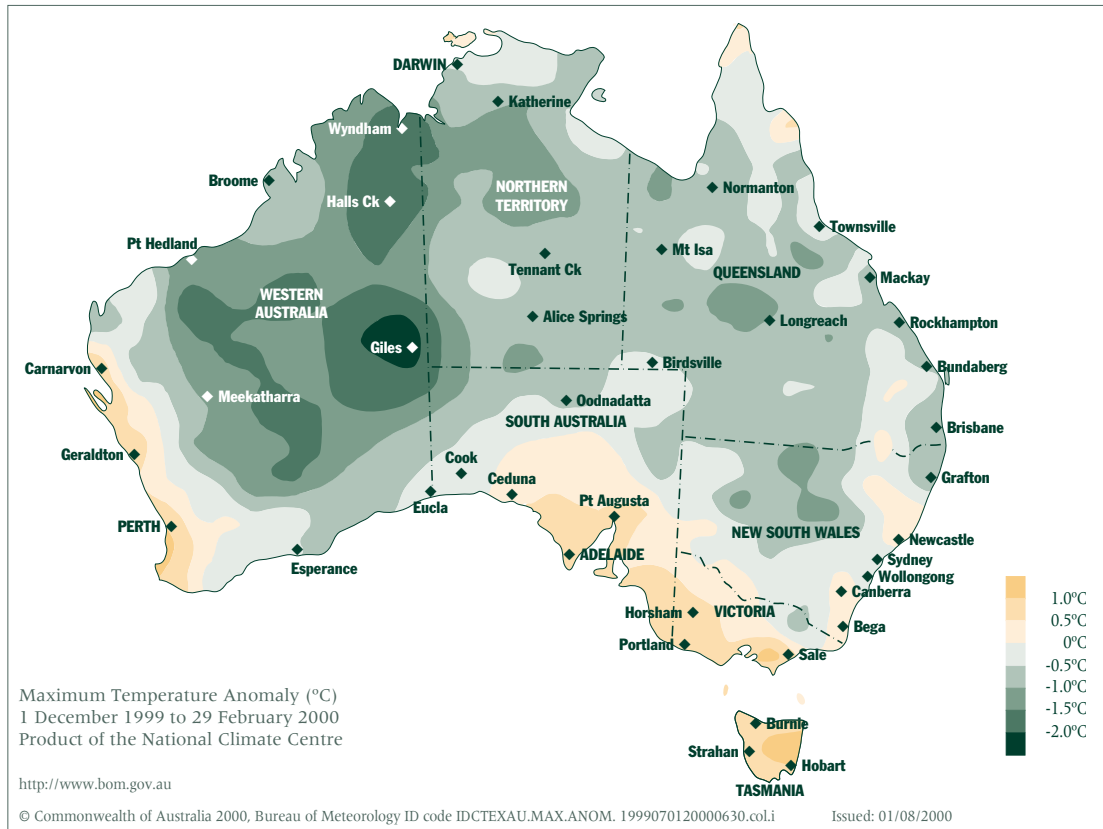 DARWIN
Katherine
Wyndham
Broome
Halls Ck
NORTHERN
TERRITORY
Normanton
Townsville
Pt Hedland
Tennant Ck
Mt Isa
QUEENSLAND
Mackay
WESTERN
AUSTRALIA
Alice Springs
Longreach
Rockhampton
Giles
Carnarvon
Birdsville
Bundaberg
Meekatharra
Oodnadatta
SOUTH AUSTRALIA
Brisbane
Geraldton
Cook
Ceduna
Grafton
Eucla
Pt Augusta
PERTH
NEW SOUTH WALES
Newcastle
Esperance
ADELAIDE
Sydney
Wollongong
Canberra
Horsham
VICTORIA
Bega
Portland
Sale
1.0ºC
0.5ºC
0ºC
-0.5ºC
-1.0ºC
-1.5ºC
-2.0ºC
Burnie
Strahan
Hobart
TASMANIA
Maximum Temperature Anomaly (ºC)
1 December 1999 to 29 February 2000
Product of the National Climate Centre
http://www.bom.gov.au
© Commonwealth of Australia 2000, Bureau of Meteorology ID code IDCTEXAU.MAX.ANOM. 1999070120000630.col.i Issued: 01/08/2000